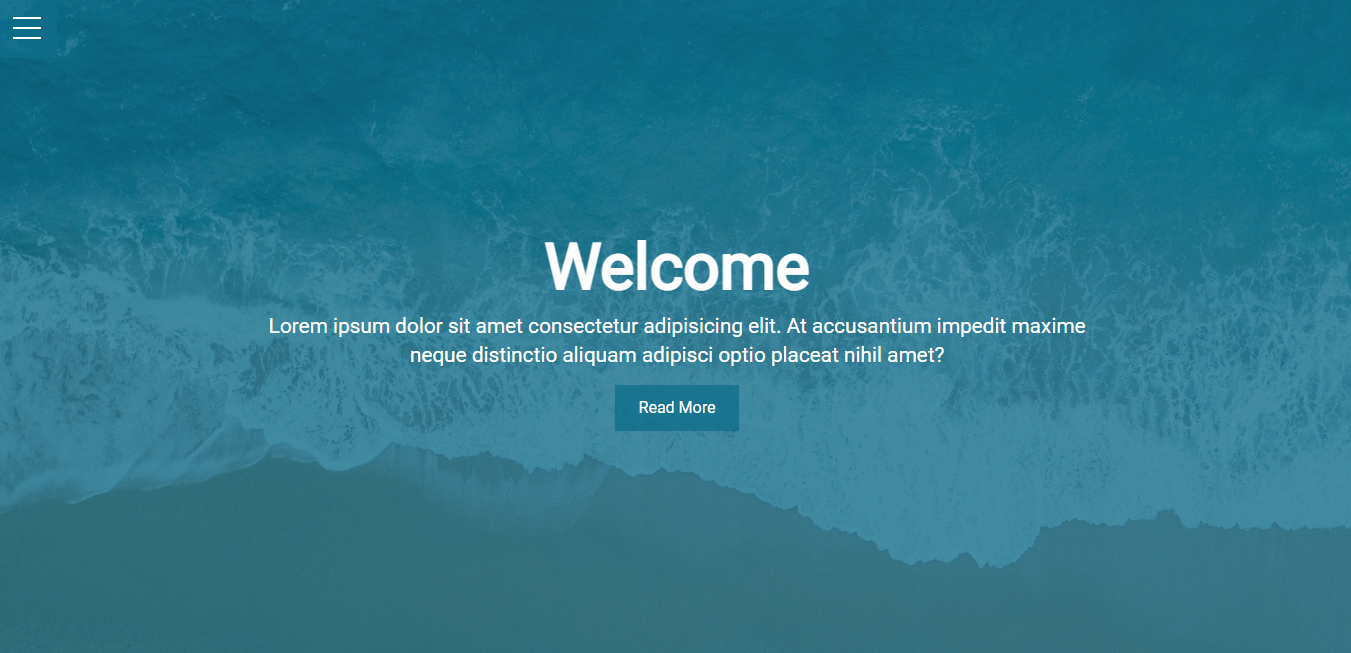 Welcome
Lorem ipsum dolor sit amet consectetur adipisicing elit. At accusantium impedit maxime
neque distinctio aliquam adipisci optio placeat nihil amet?
Read More